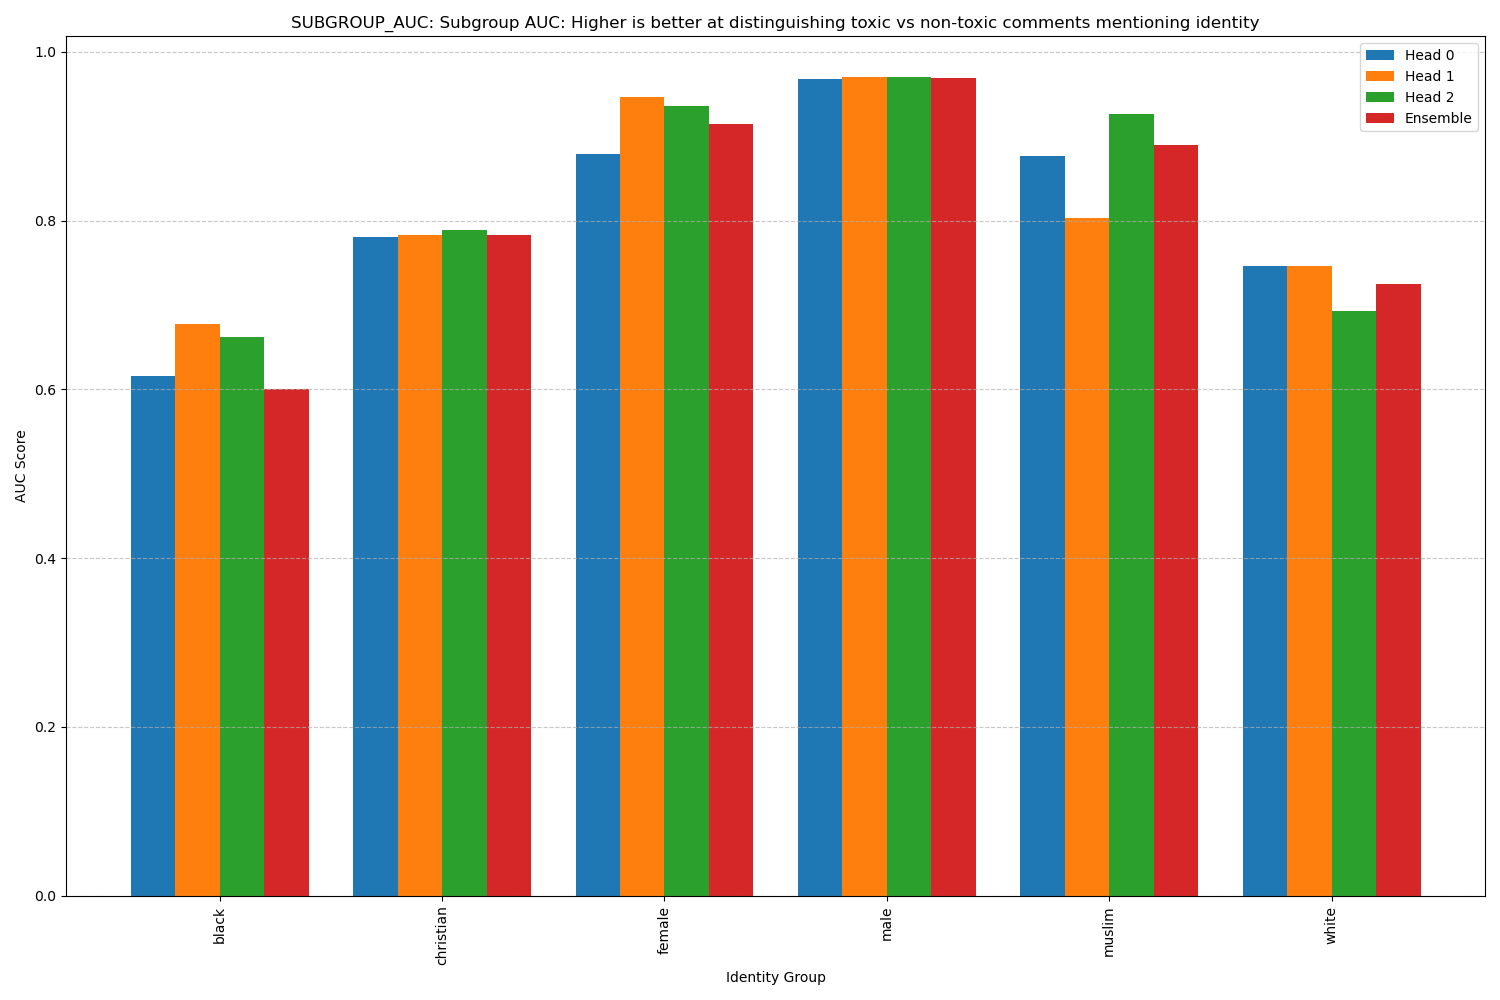 SUBGROUP_AUC: Subgroup AUC: Higher is better at distinguishing toxic vs non-toxic comments mentioning identity
Head 0
Head 1
Head 2
Ensemble
1.0
0.8
0.6
0.4
0.2
0.0
AUC Score
black
christian
female
male
muslim
white
Identity Group